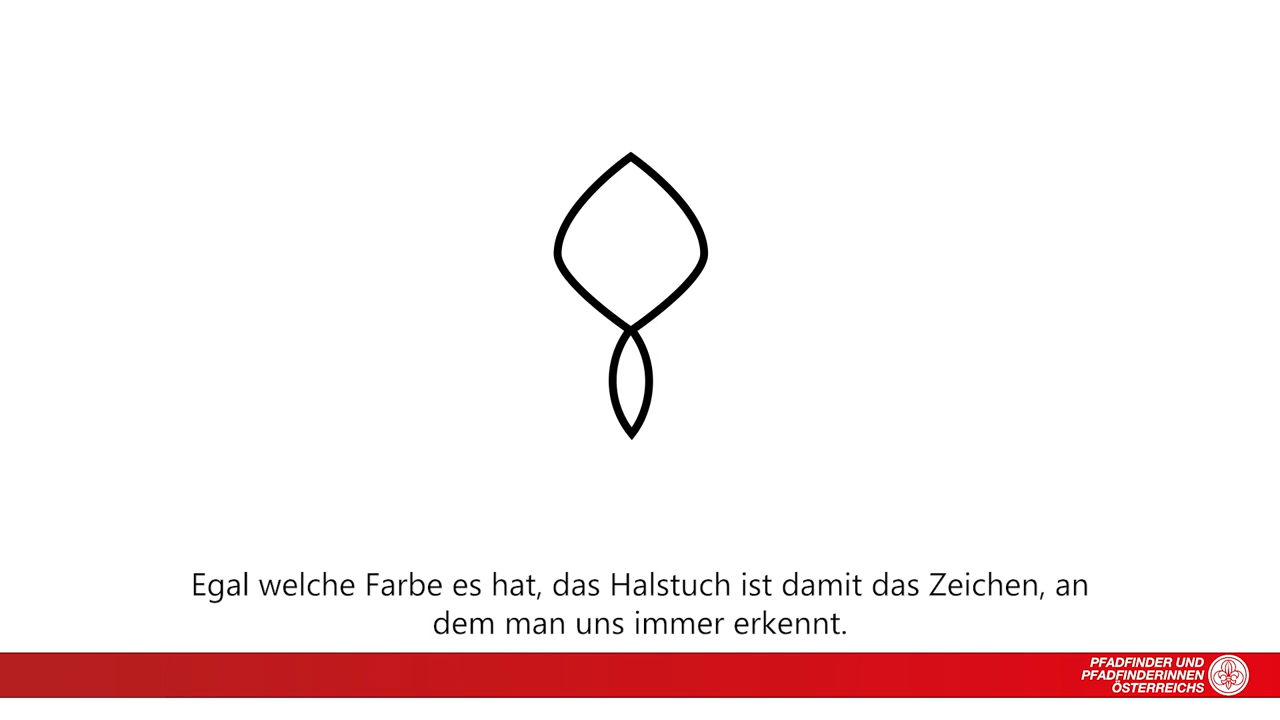 Egal welche Farbe es hat, das Halstuch ist damit das Zeichen, an
dem man uns immer erkennt.
PFADFINDER UND
PFADFINDERINNEN
ÖSTERREICHS